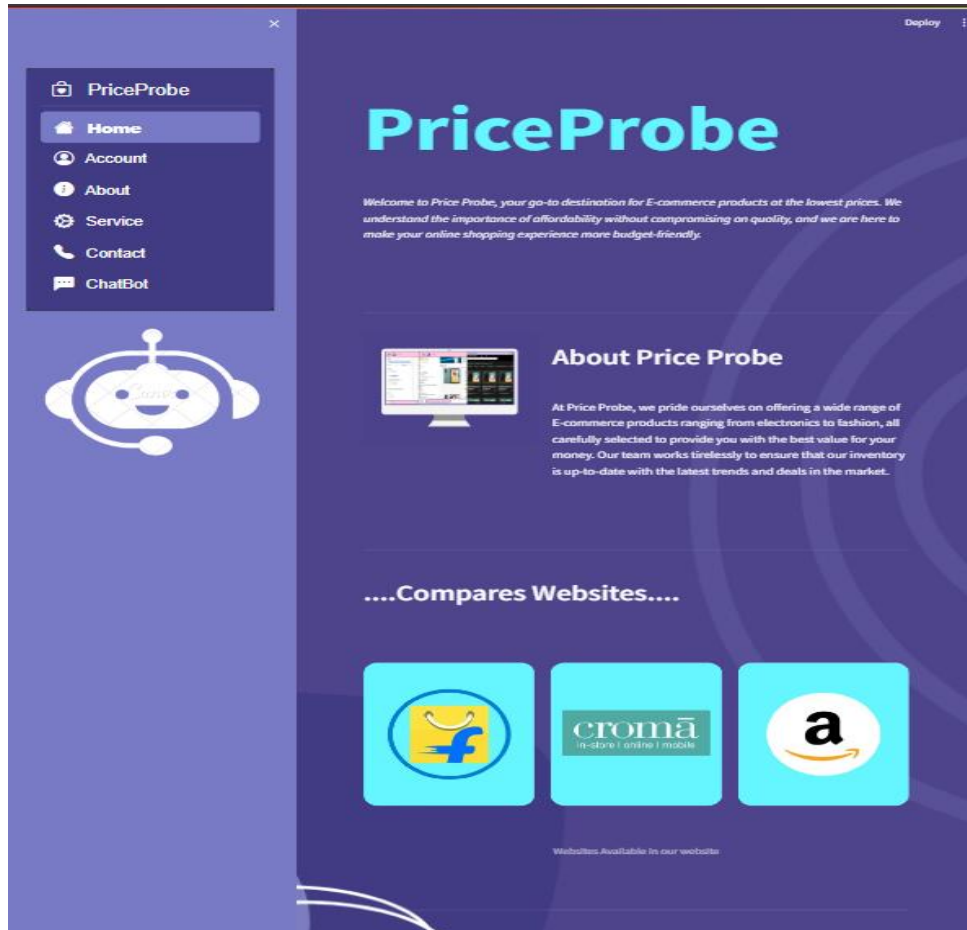 ×
Deploy
PriceProbe
Home
Account
About
Service
Contact
ChatBot
PriceProbe
Welcome to Price Probe, your go-to destination for E-commerce products at the lowest prices. We
understand the importance of affordability without compromising on quality, and we are here to
make your online shopping experience more budget-friendly.
About Price Probe
At Price Probe, we pride ourselves on offering a wide range of
E-commerce products ranging from electronics to fashion, all
carefully selected to provide you with the best value for your
money. Our team works tirelessly to ensure that our inventory
is up-to-date with the latest trends and deals in the market.
....Compares Websites....
f
cromā
in-store | online | mobile
a
Websites Available in our website